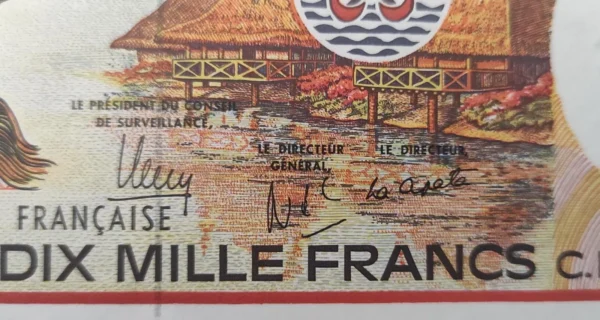 LE PRÉSIDENT DU CONSEIL
DE SURVEILLANCE,
LE DIRECTEUR
GÉNÉRAL,
LE DIRECTEUR,
FRANÇAISE
DIX MILLE FRANCS C.